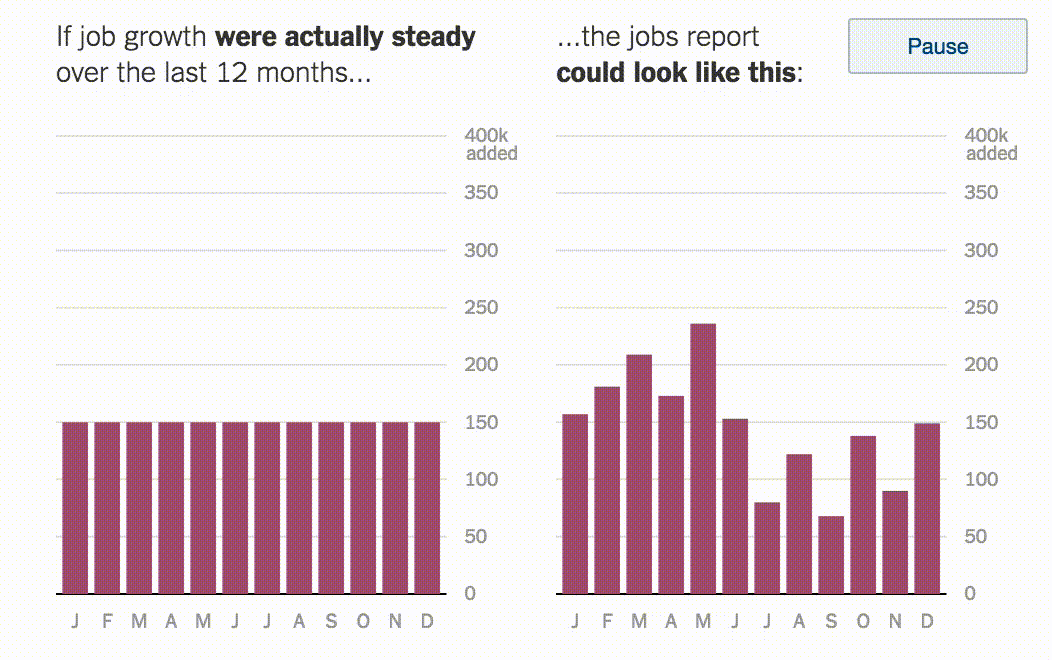 If job growth were actually steady
over the last 12 months...
...the jobs report
could look like this:
Pause
400k
added
350
300
250
200
150
100
50
0
J F M A M J J A S O N D
400k
added
350
300
250
200
150
100
50
0
J F M A M J J A S O N D